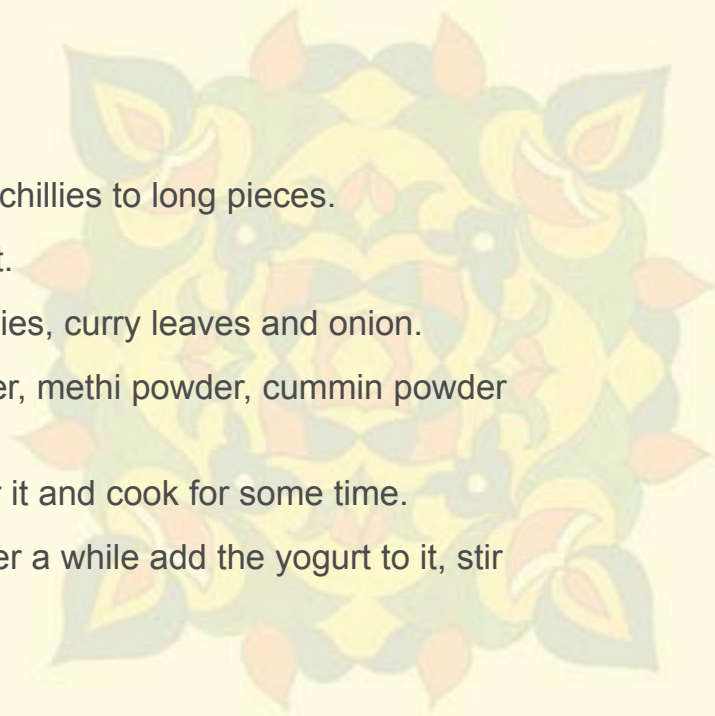 chillies to long pieces.
t.
ies, curry leaves and onion.
er, methi powder, cummin powder
r it and cook for some time.
er a while add the yogurt to it, stir